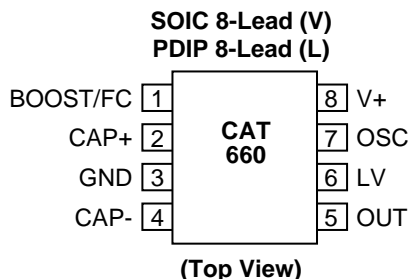 SOIC 8-Lead (V)
PDIP 8-Lead (L)
BOOST/FC 1 8 V+
CAP+ 2 CAT 7 OSC
660
GND 3 6 LV
CAP- 4 5 OUT
(Top View)